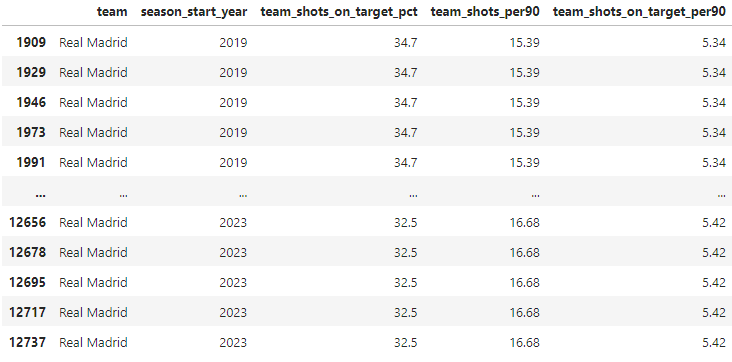 team season_start_year team_shots_on_target_pct team_shots_per90 team_shots_on_target_per90
1909 Real Madrid 2019 34.7 15.39 5.34
1929 Real Madrid 2019 34.7 15.39 5.34
1946 Real Madrid 2019 34.7 15.39 5.34
1973 Real Madrid 2019 34.7 15.39 5.34
1991 Real Madrid 2019 34.7 15.39 5.34
... ... ... ... ... ...
12656 Real Madrid 2023 32.5 16.68 5.42
12678 Real Madrid 2023 32.5 16.68 5.42
12695 Real Madrid 2023 32.5 16.68 5.42
12717 Real Madrid 2023 32.5 16.68 5.42
12737 Real Madrid 2023 32.5 16.68 5.42